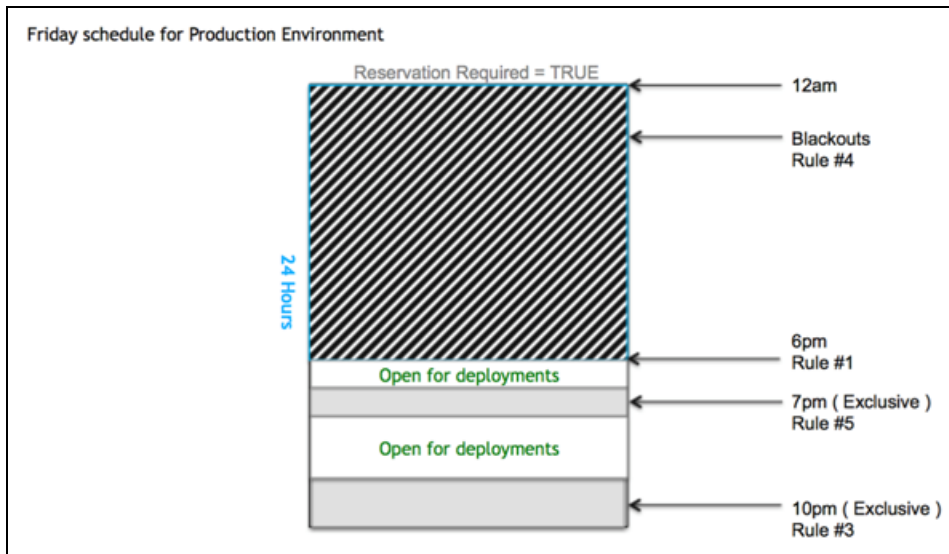 Friday schedule for Production Environment
Reservation Required = TRUE
12am
Blackouts
Rule #4
24 Hours
6pm
Rule #1
Open for deployments
7pm ( Exclusive )
Rule #5
Open for deployments
10pm ( Exclusive )
Rule #3